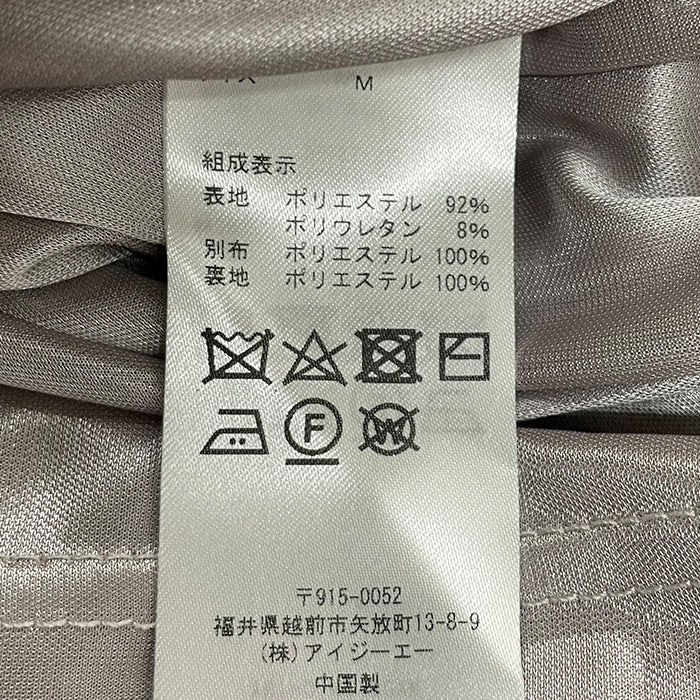 サイズ M
組成表示
表地 ポリエステル 92%
ポリウレタン 8%
別布 ポリエステル 100%
裏地 ポリエステル 100%
F
W
〒915-0052
福井県越前市矢放町13-8-9
(株)アイジーエー
中国製